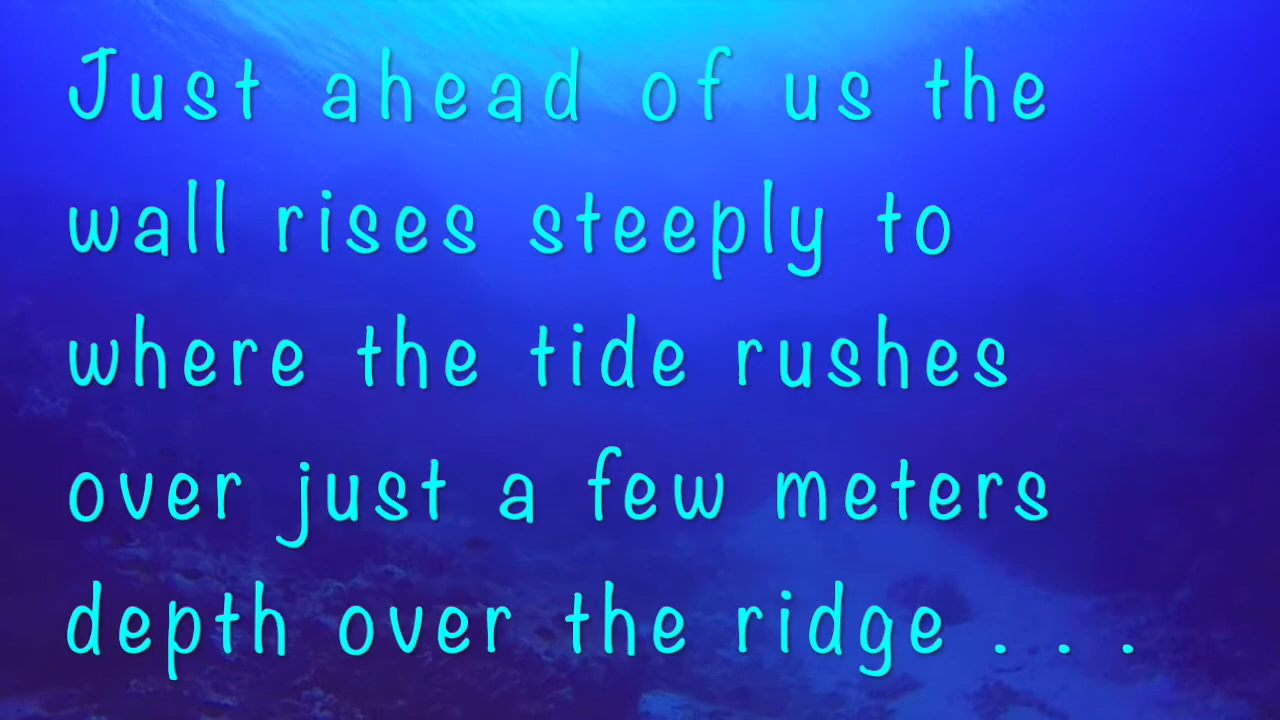 Just ahead of us the
wall rises steeply to
where the tide rushes
over just a few meters
depth over the ridge . . .